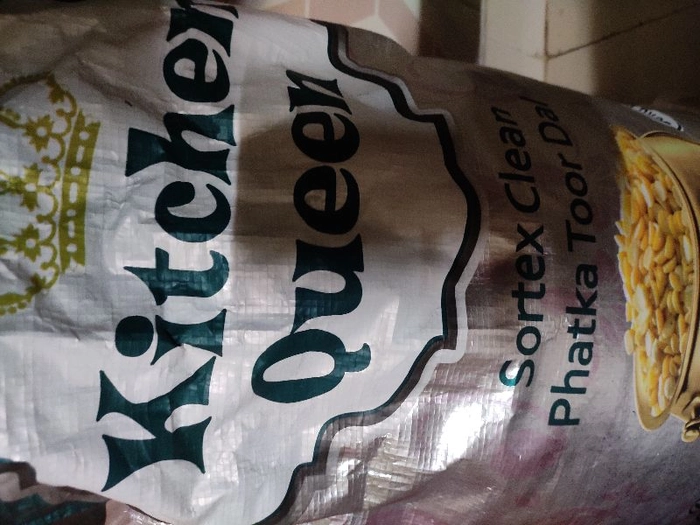 Kitchen
Queen
Sortex Clean
Phatka Toor Dal